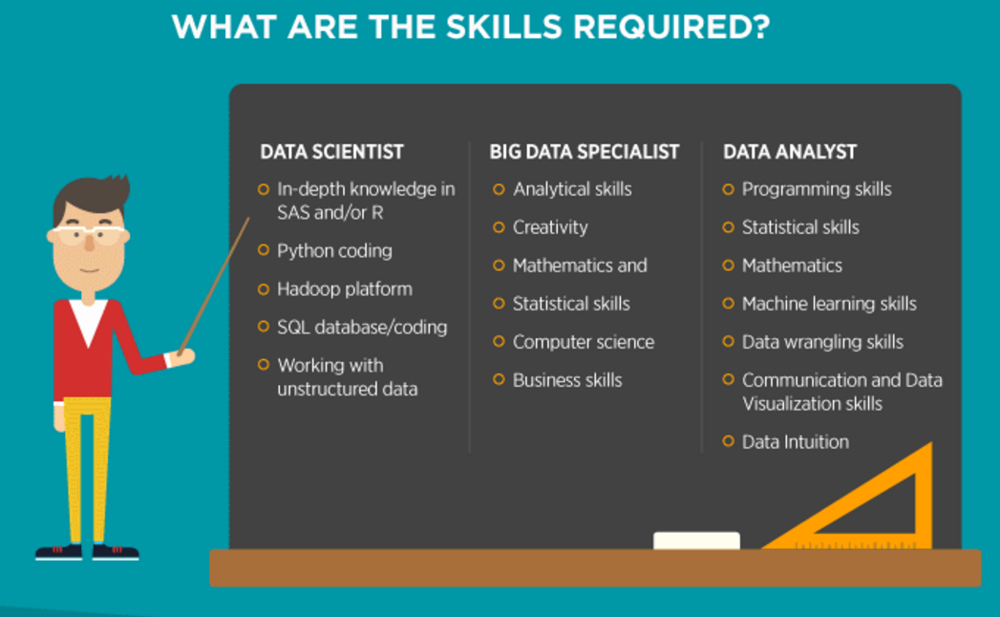 WHAT ARE THE SKILLS REQUIRED?
DATA SCIENTIST
In-depth knowledge in
SAS and/or R
Python coding
Hadoop platform
SQL database/coding
Working with
unstructured data
BIG DATA SPECIALIST
Analytical skills
Creativity
Mathematics and
Statistical skills
Computer science
Business skills
DATA ANALYST
Programming skills
Statistical skills
Mathematics
Machine learning skills
Data wrangling skills
Communication and Data
Visualization skills
Data Intuition